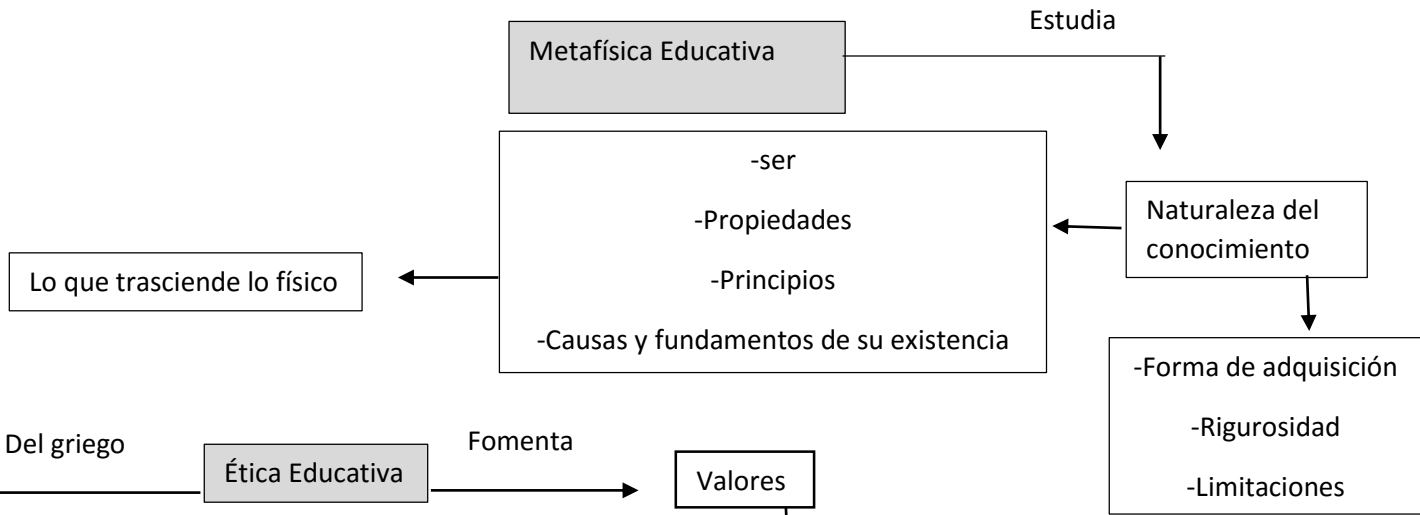 Estudia
Metafísica Educativa
-ser
-Propiedades
-Principios
-Causas y fundamentos de su existencia
Naturaleza del
conocimiento
Lo que trasciende lo físico
-Forma de adquisición
-Rigurosidad
-Limitaciones
Del griego
Ética Educativa
Fomenta
Valores